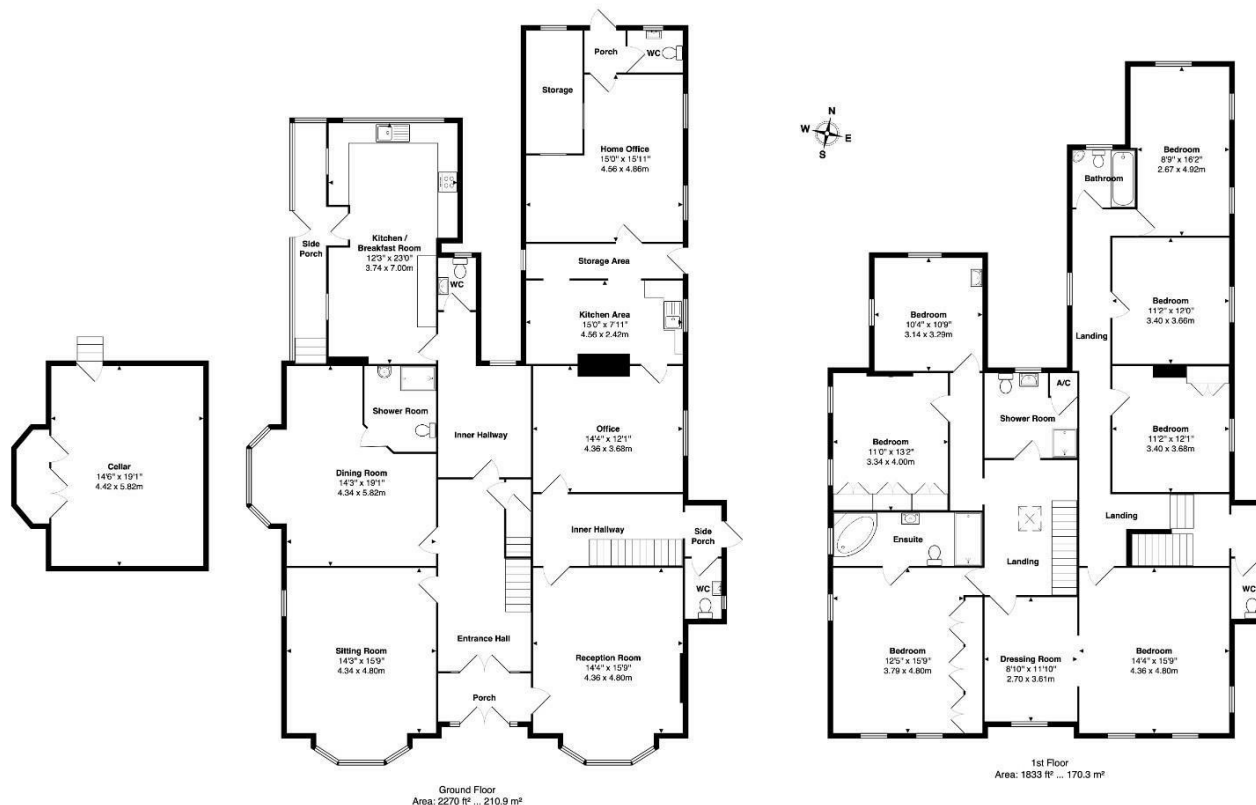 Cellar
14'6" x 19'1"
4.42 x 5.82m
Porch
WC
Storage
Home Office
15'0" x 15'11"
4.56 x 4.86m
Side
Porch
Kitchen /
Breakfast Room
12'3" x 23'0"
3.74 x 7.00m
WC
Storage Area
Kitchen Area
15'0" x 7'11"
4.56 x 2.42m
Shower Room
Inner Hallway
Office
14'4" x 12'1"
4.36 x 3.68m
Dining Room
14'3" x 19'1"
4.34 x 5.82m
Inner Hallway
Side
Porch
WC
Sitting Room
14'3" x 15'9"
4.34 x 4.80m
Entrance Hall
Reception Room
14'4" x 15'9"
4.36 x 4.80m
Porch
Ground Floor
Area: 2270 ft² ... 210.9 m²
N
W
E
S
Bedroom
8'9" x 16'2"
2.67 x 4.92m
Bathroom
Bedroom
10'4" x 10'9"
3.14 x 3.29m
Landing
Bedroom
11'2" x 12'0"
3.40 x 3.66m
Shower Room
A/C
Bedroom
11'2" x 12'1"
3.40 x 3.68m
Bedroom
11'0" x 13'2"
3.34 x 4.00m
Landing
Ensuite
Landing
WC
Bedroom
12'5" x 15'9"
3.79 x 4.80m
Dressing Room
8'10" x 11'10"
2.70 x 3.61m
Bedroom
14'4" x 15'9"
4.36 x 4.80m
1st Floor
Area: 1833 ft² ... 170.3 m²